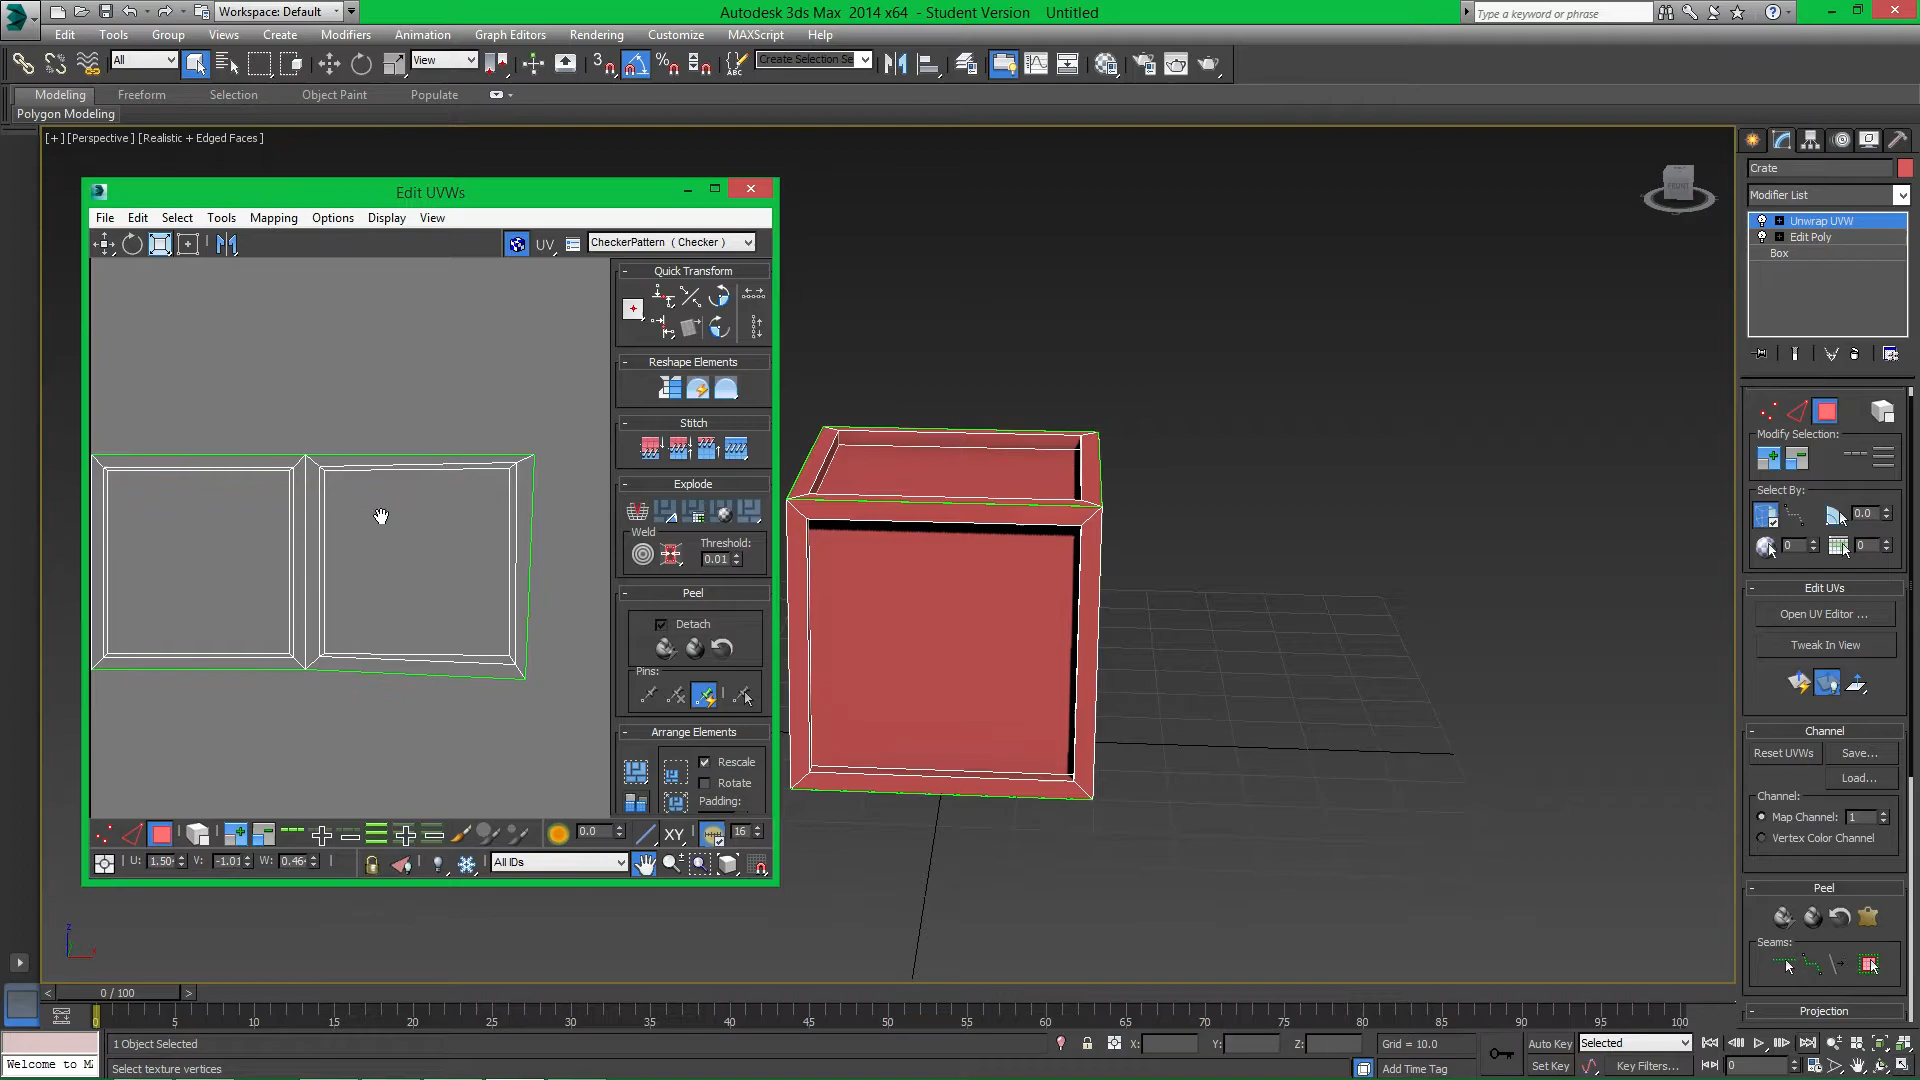 Workspace: Default
Autodesk 3ds Max 2014 x64 - Student Version Untitled
Type a keyword or phrase
Edit Tools Group Views Create Modifiers Animation Graph Editors Rendering Customize MAXScript Help
All
View
Create Selection Se
Modeling Freeform Selection Object Paint Populate
Polygon Modeling
[+] [Perspective] [Realistic + Edged Faces]
FRONT
Crate
Modifier List
Unwrap UVW
Edit Poly
Box
Edit UVWs
File Edit Select Tools Mapping Options Display View
UV
CheckerPattern ( Checker )
Quick Transform
Reshape Elements
Stitch
Explode
Weld
Threshold:
0.01
Peel
Detach
Pins:
Arrange Elements
Rescale
Rotate
Padding:
0.0
XY
16
U: 1.50
V: -1.01
W: 0.46
All IDs
Modify Selection:
Select By:
0.0
0
0
Edit UVs
Open UV Editor ...
Tweak In View
Channel
Reset UVWs
Save...
Load...
Channel:
Map Channel: 1
Vertex Color Channel
Peel
Seams:
Projection
z
x
0 / 100
0 5 10 15 20 25 30 35 40 45 50 55 60 65 70 75 80 85 90 95 100
1 Object Selected
X:
Y:
Z:
Grid = 10.0
Auto Key
Selected
Welcome to M
Select texture vertices
Add Time Tag
Set Key
Key Filters...
0